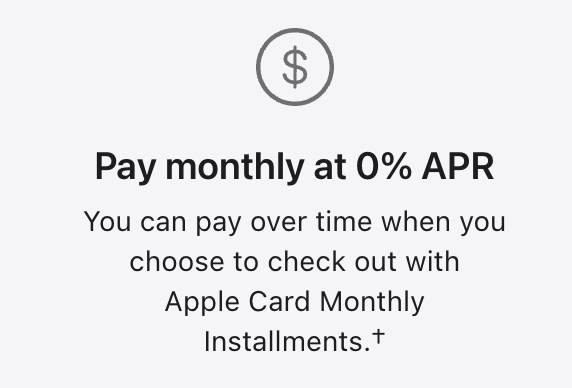 $
Pay monthly at 0% APR
You can pay over time when you
choose to check out with
Apple Card Monthly
Installments.†